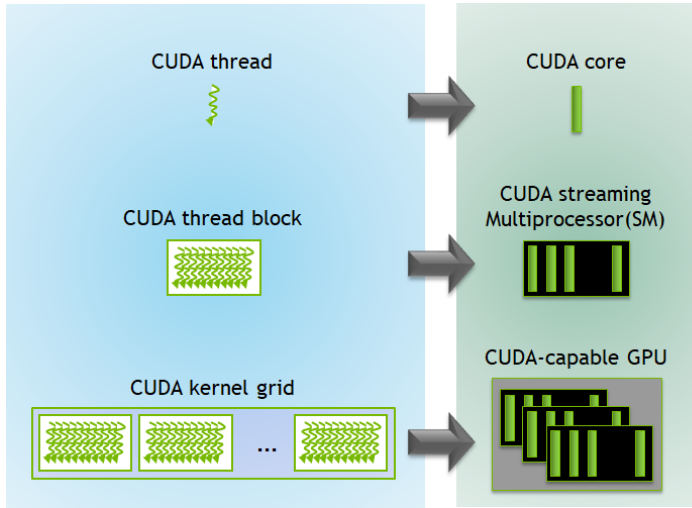 CUDA thread
CUDA core
CUDA thread block
CUDA streaming
Multiprocessor(SM)
CUDA kernel grid
...
CUDA-capable GPU